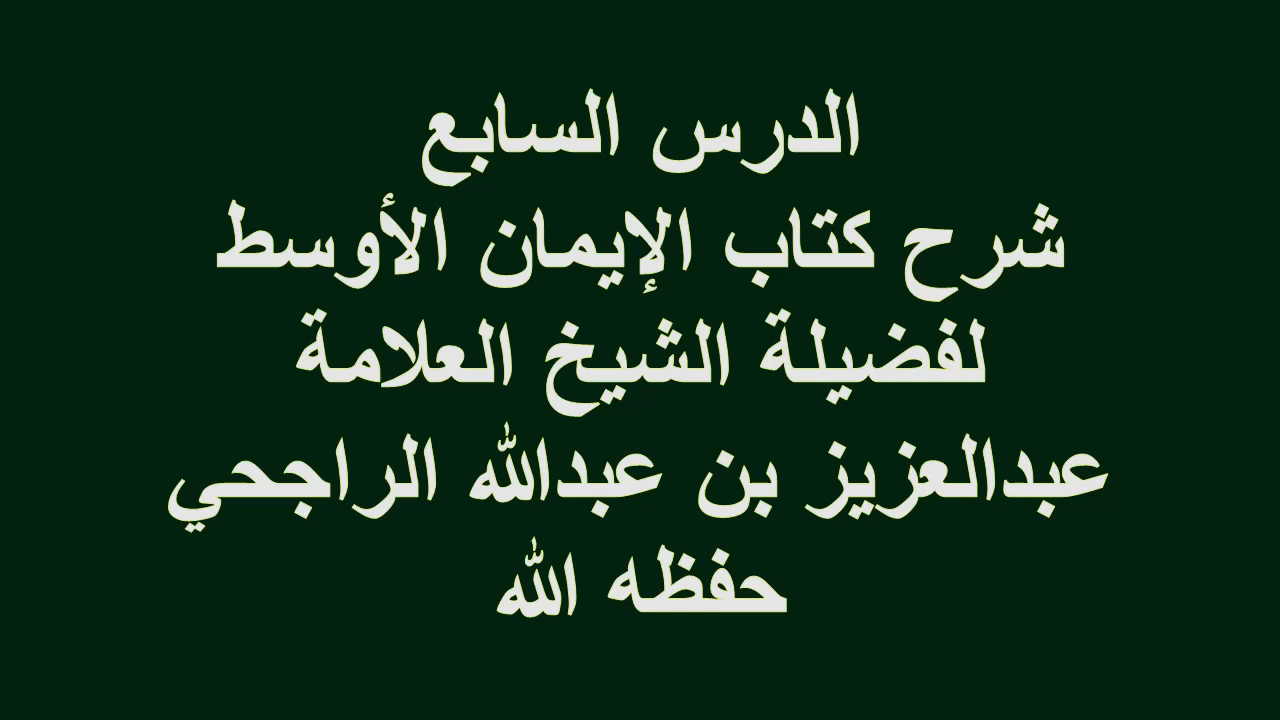 الدرس السابع
شرح كتاب الإيمان الأوسط
لفضيلة الشيخ العلامة
عبدالعزيز بن عبدالله الراجحي
حفظه الله